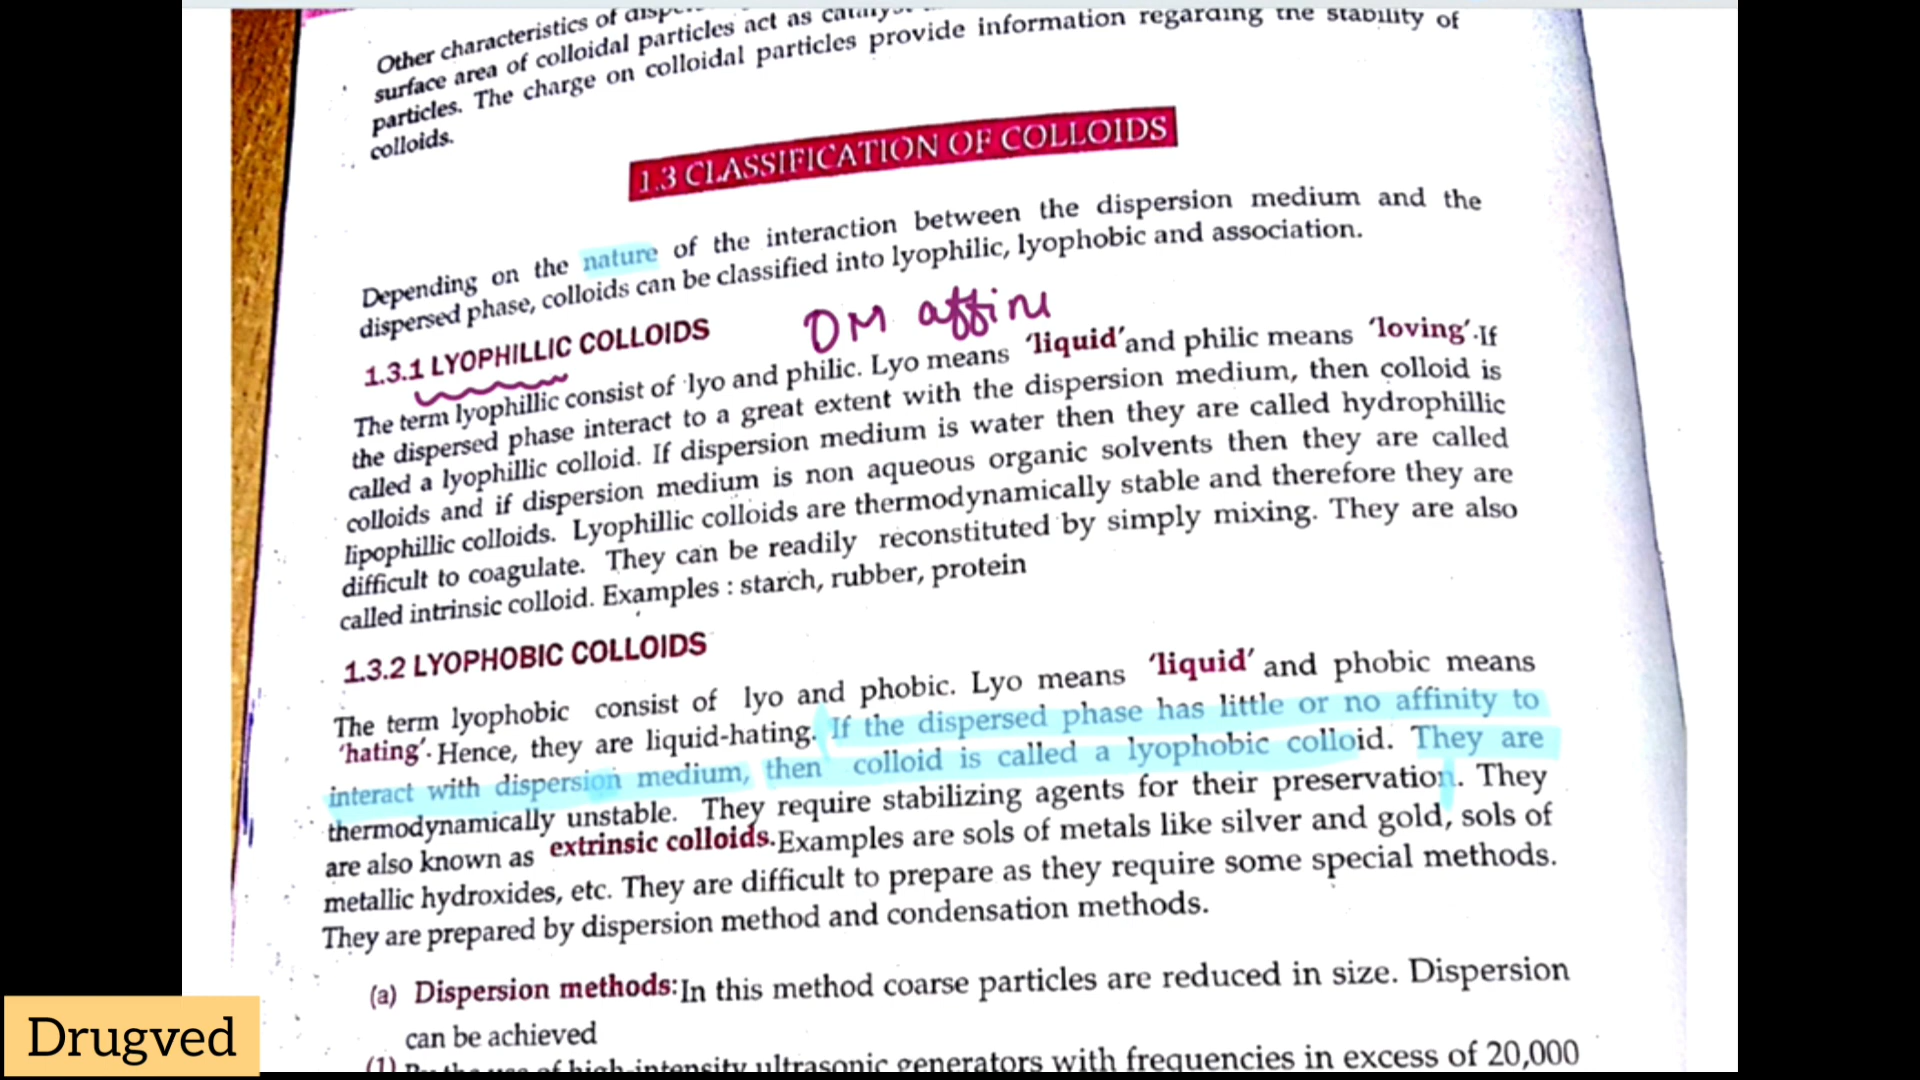 Other characteristics of
surface area of colloidal particles act as
particles. The charge on colloidal particles provide information regarding the stability of
colloids.
1.3 CLASSIFICATION OF COLLOIDS
Depending on the nature of the interaction between the dispersion medium and the
dispersed phase, colloids can be classified into lyophilic, lyophobic and association.
DM affini
1.3.1 LYOPHILLIC COLLOIDS
The term lyophillic consist of lyo and philic. Lyo means 'liquid' and philic means 'loving'. If
the dispersed phase interact to a great extent with the dispersion medium, then colloid is
called a lyophillic colloid. If dispersion medium is water then they are called hydrophillic
colloids and if dispersion medium is non aqueous organic solvents then they are called
lipophillic colloids. Lyophillic colloids are thermodynamically stable and therefore they are
difficult to coagulate. They can be readily reconstituted by simply mixing. They are also
called intrinsic colloid. Examples : starch, rubber, protein
1.3.2 LYOPHOBIC COLLOIDS
The term lyophobic consist of lyo and phobic. Lyo means 'liquid' and phobic means
'hating'. Hence, they are liquid-hating. If the dispersed phase has little or no affinity to
interact with dispersion medium, then colloid is called a lyophobic colloid. They are
thermodynamically unstable. They require stabilizing agents for their preservation. They
are also known as extrinsic colloids. Examples are sols of metals like silver and gold, sols of
metallic hydroxides, etc. They are difficult to prepare as they require some special methods.
They are prepared by dispersion method and condensation methods.
(a) Dispersion methods: In this method coarse particles are reduced in size. Dispersion
can be achieved
(1) By the use of high-intensity ultrasonic generators with frequencies in excess of 20,000
Drugved